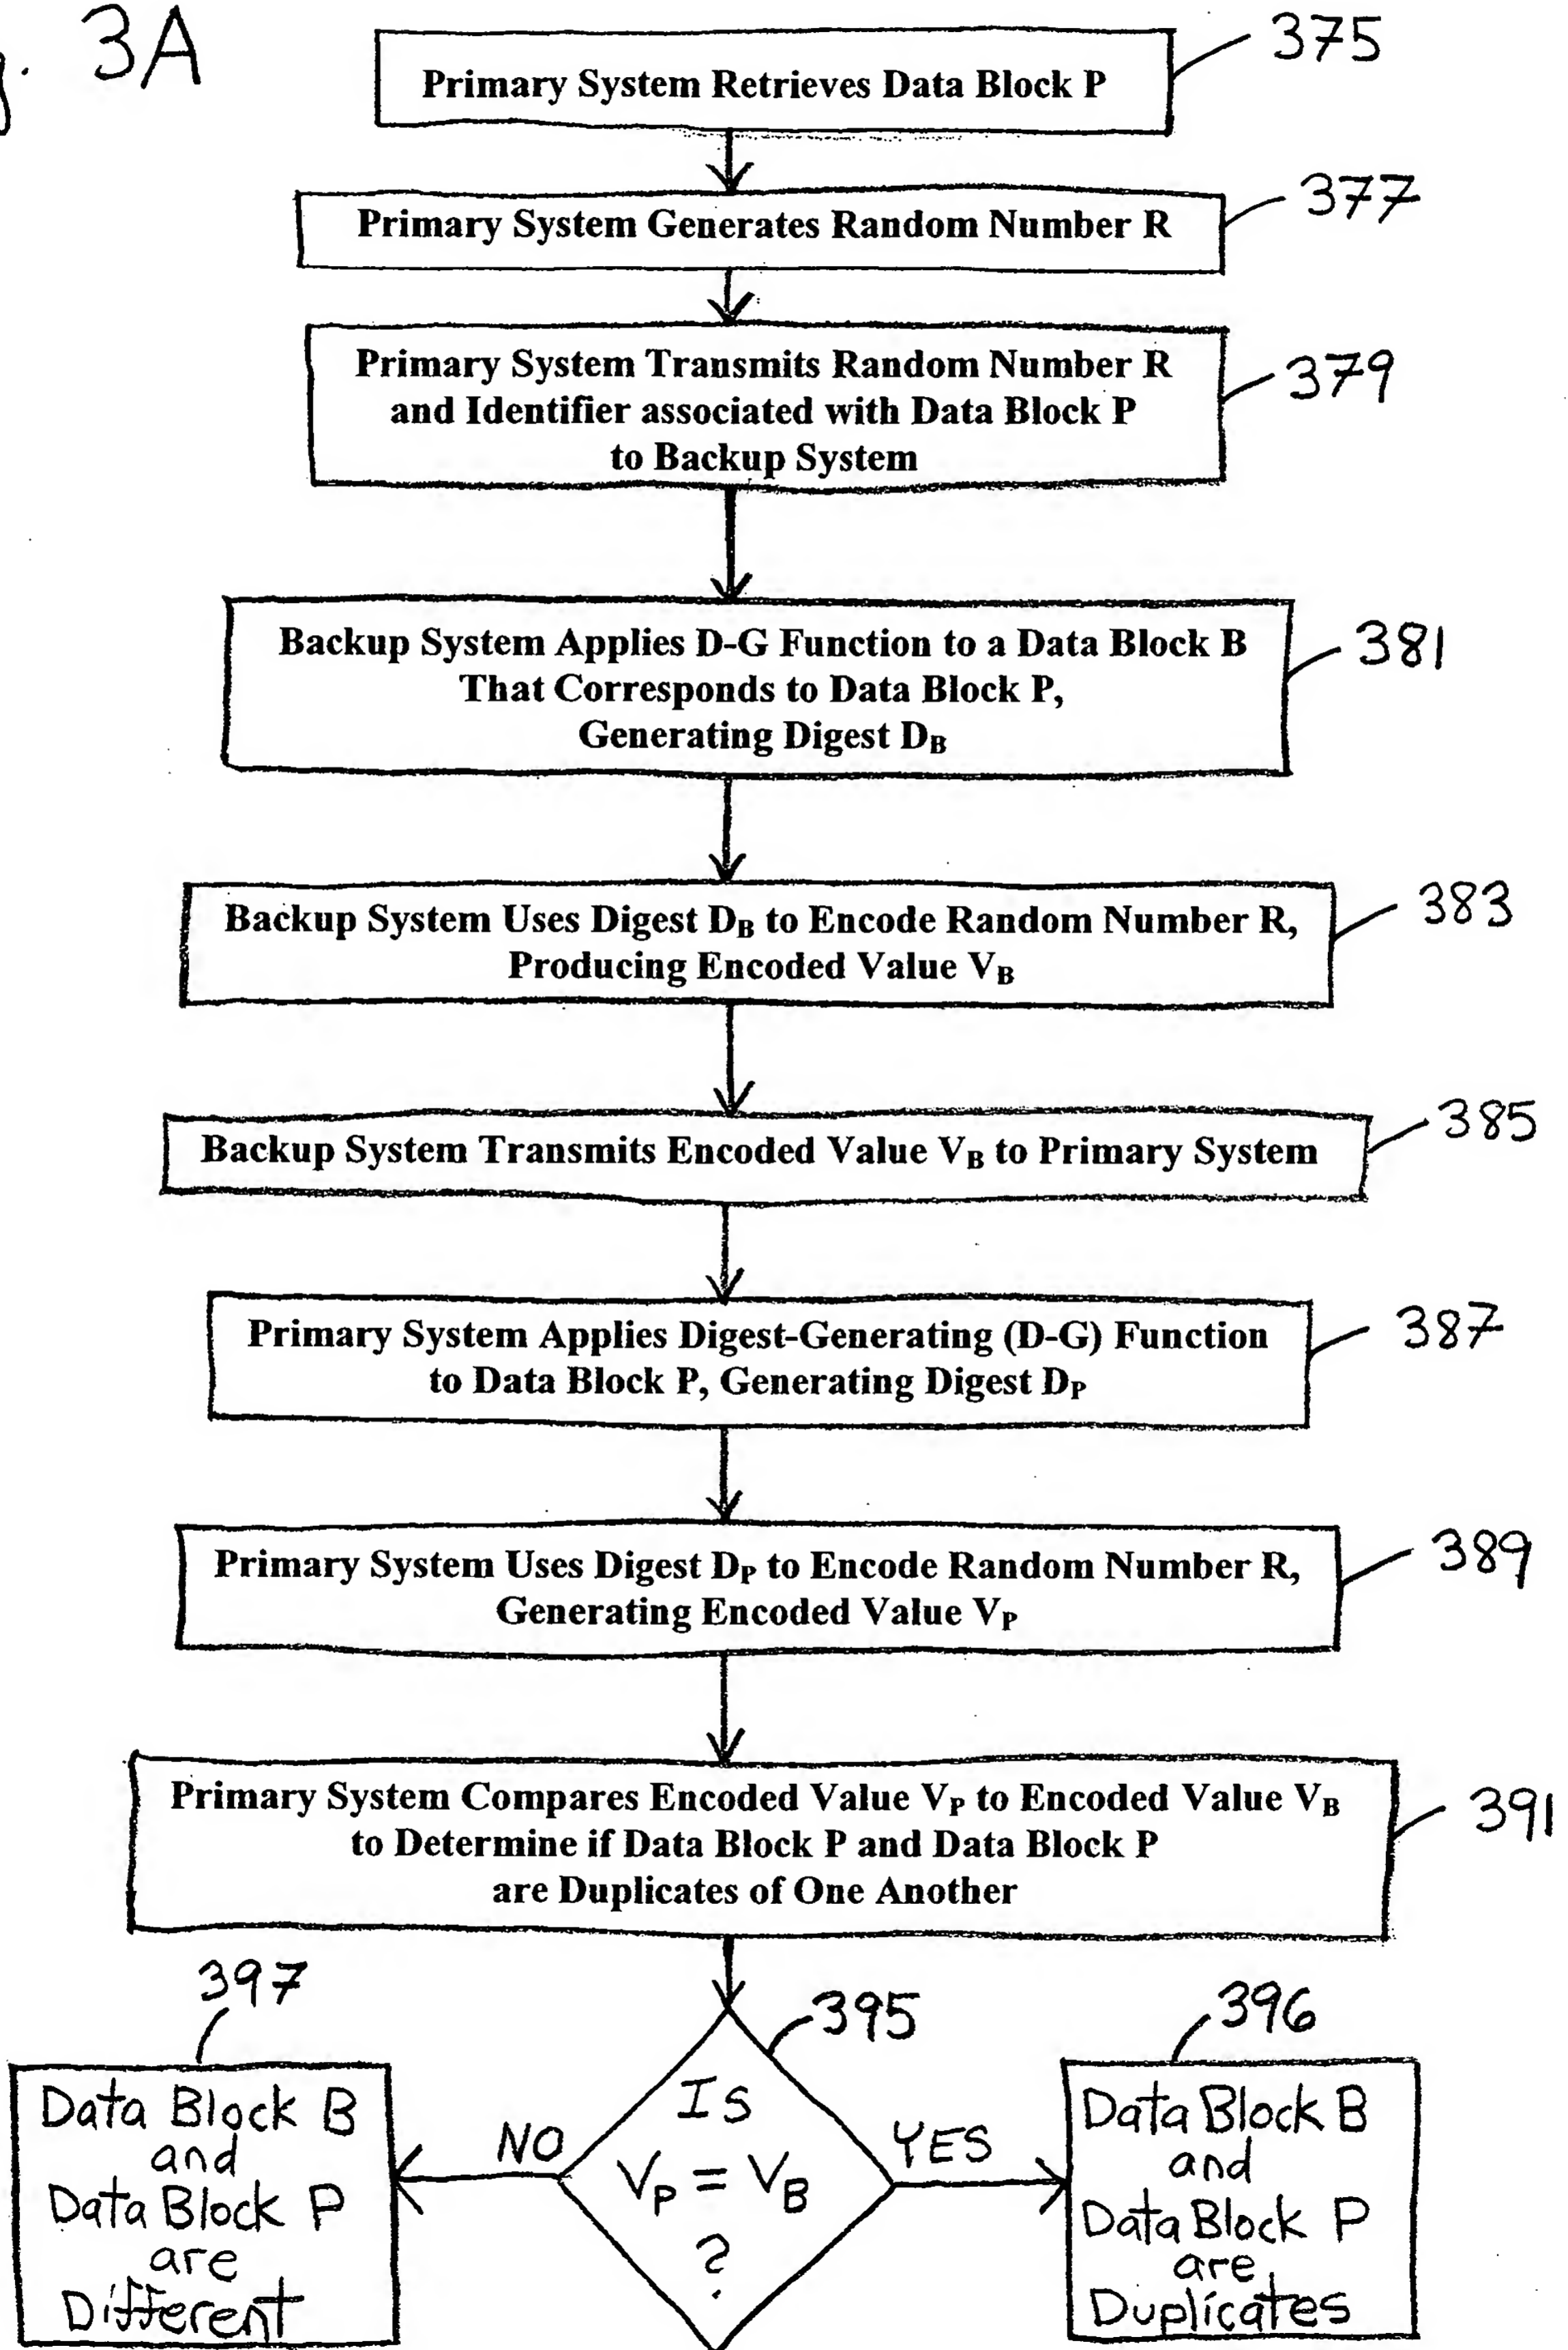 3A
375
Primary System Retrieves Data Block P
377
Primary System Generates Random Number R
379
Primary System Transmits Random Number R
and Identifier associated with Data Block P
to Backup System
381
Backup System Applies D-G Function to a Data Block B
That Corresponds to Data Block P,
Generating Digest DB
383
Backup System Uses Digest DB to Encode Random Number R,
Producing Encoded Value VB
385
Backup System Transmits Encoded Value VB to Primary System
387
Primary System Applies Digest-Generating (D-G) Function
to Data Block P, Generating Digest DP
389
Primary System Uses Digest DP to Encode Random Number R,
Generating Encoded Value VP
391
Primary System Compares Encoded Value VP to Encoded Value VB
to Determine if Data Block P and Data Block P
are Duplicates of One Another
397
395
396
Data Block B
and
Data Block P
are
Different
NO
Is
VP = VB
?
YES
Data Block B
and
Data Block P
are
Duplicates